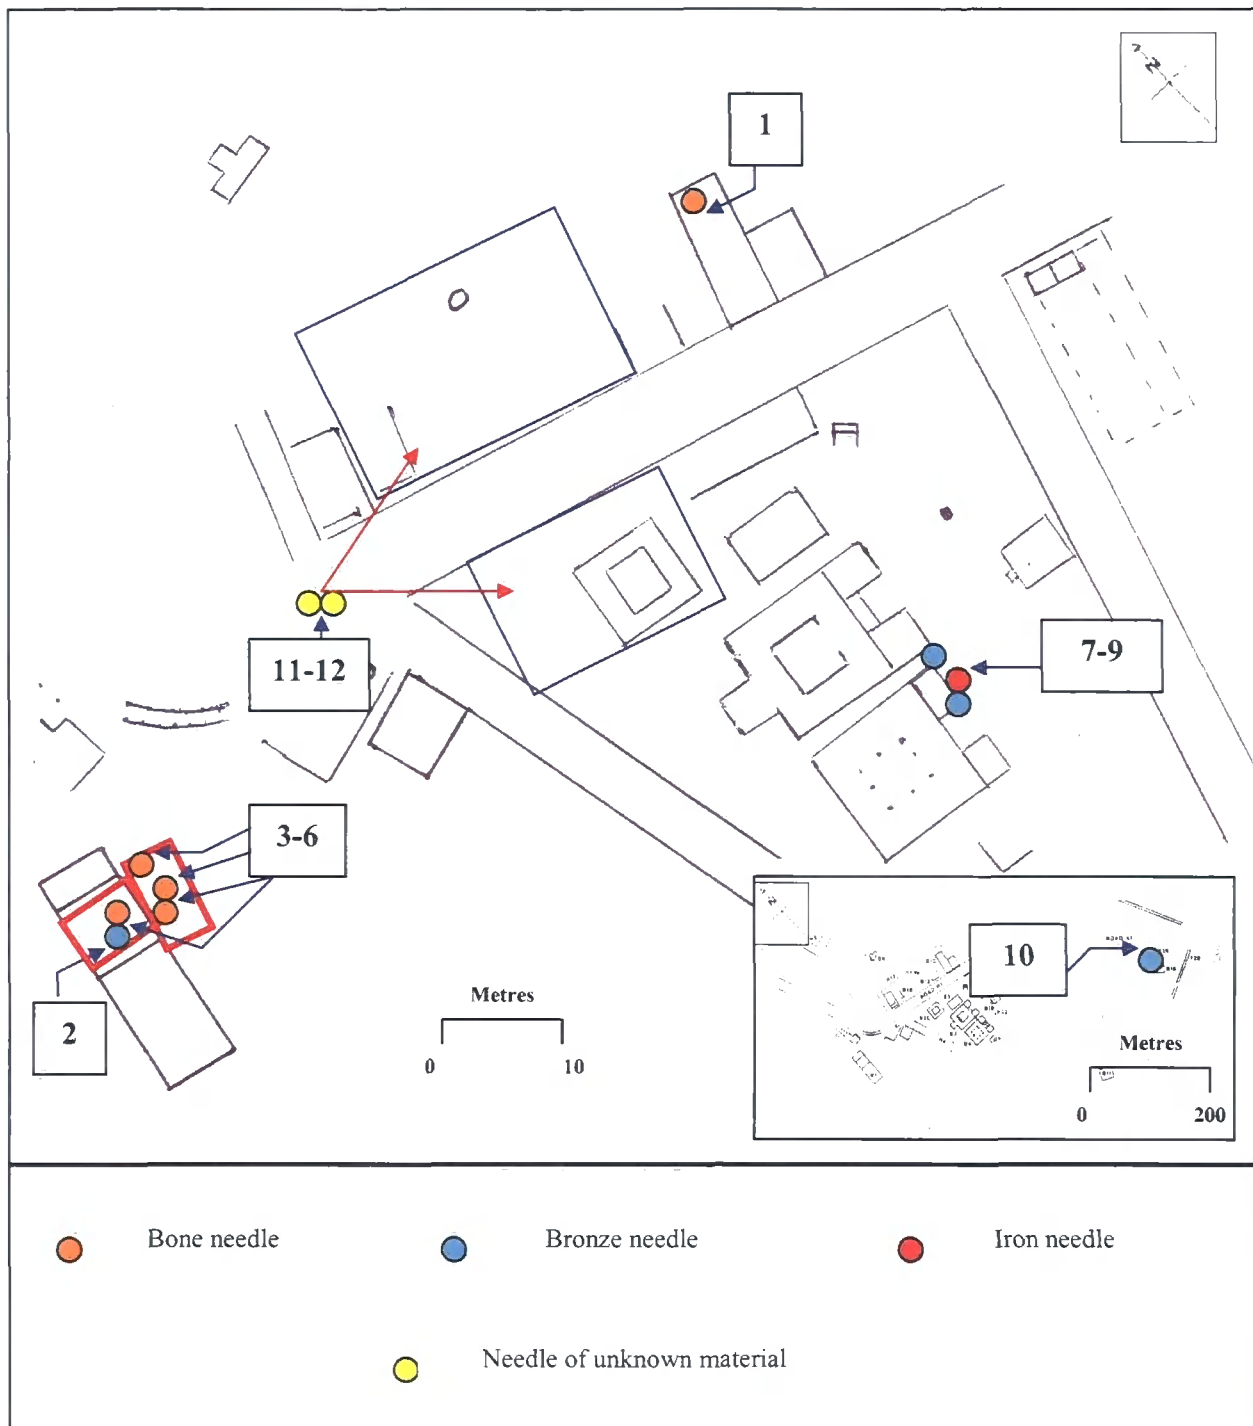 N
1
11-12
7-9
3-6
2
Metres
0 10
N
10
Metres
0 200
Bone needle
Bronze needle
Iron needle
Needle of unknown material